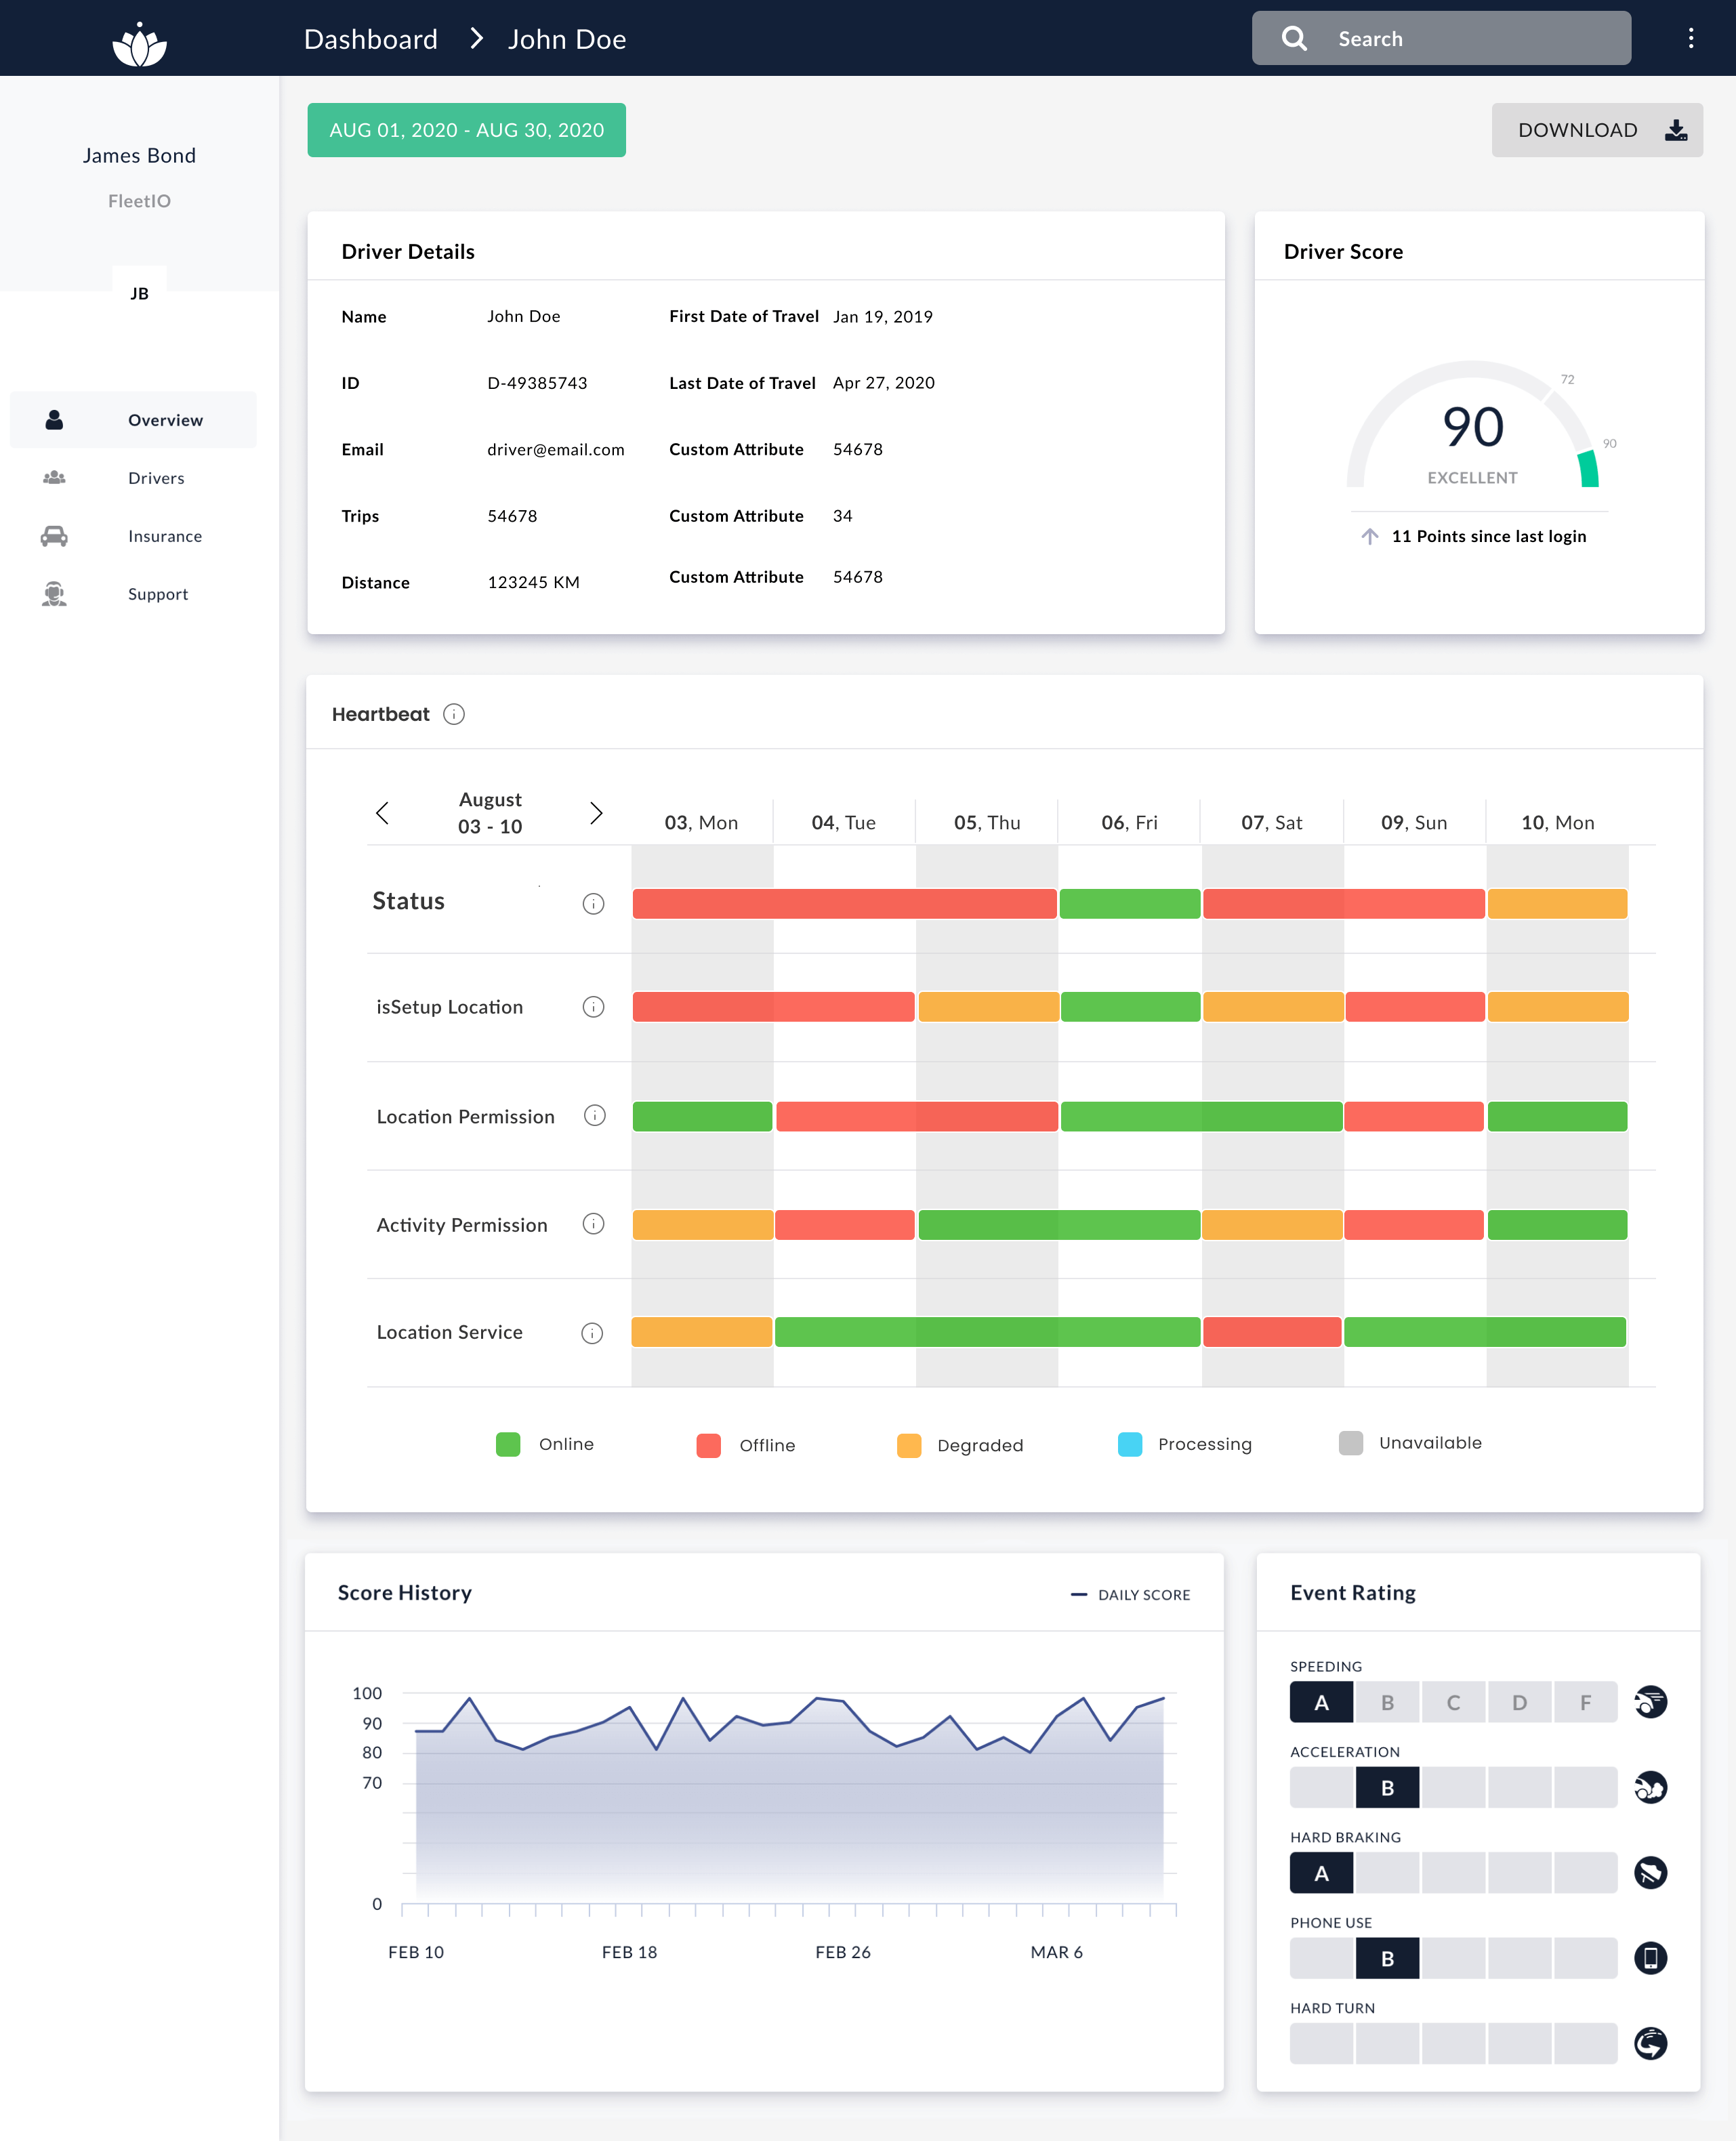 Dashboard > John Doe
Search
James Bond
FleetIO
JB
Overview
Drivers
Insurance
Support
AUG 01, 2020 - AUG 30, 2020
DOWNLOAD
Driver Details
Name John Doe First Date of Travel Jan 19, 2019
ID D-49385743 Last Date of Travel Apr 27, 2020
Email driver@email.com Custom Attribute 54678
Trips 54678 Custom Attribute 34
Distance 123245 KM Custom Attribute 54678
Driver Score
72
90
90
EXCELLENT
11 Points since last login
Heartbeat
August
03 - 10
03, Mon 04, Tue 05, Thu 06, Fri 07, Sat 09, Sun 10, Mon
Status
isSetup Location
Location Permission
Activity Permission
Location Service
Online Offline Degraded Processing Unavailable
Score History
DAILY SCORE
100
90
80
70
0
FEB 10 FEB 18 FEB 26 MAR 6
Event Rating
SPEEDING
A B C D F
ACCELERATION
B
HARD BRAKING
A
PHONE USE
B
HARD TURN